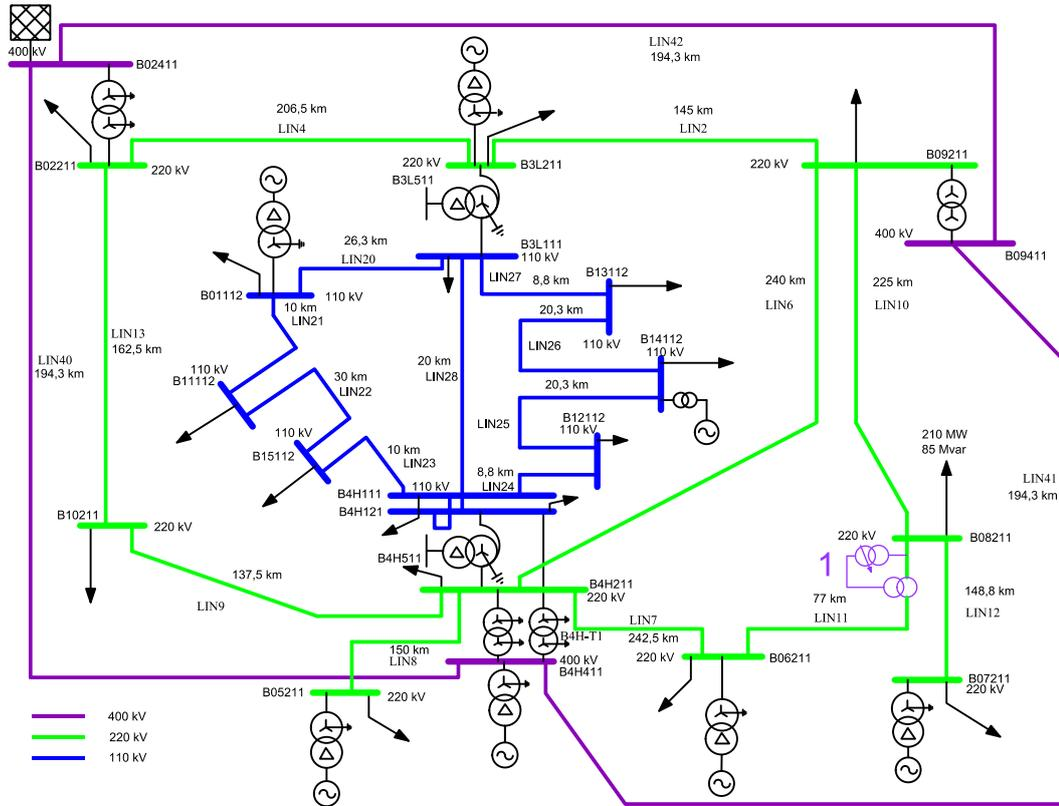 400 kV
B02411
LIN42
194,3 km
206,5 km
LIN4
145 km
LIN2
B02211
220 kV
220 kV
B3L211
B3L511
220 kV
B09211
400 kV
B09411
26,3 km
LIN20
B3L111
110 kV
LIN27
8,8 km
B13112
B01112
110 kV
10 km
LIN21
240 km
LIN6
225 km
LIN10
20,3 km
LIN26
110 kV
B14112
110 kV
LIN13
162,5 km
LIN40
194,3 km
110 kV
B11112
20 km
LIN28
30 km
LIN22
20,3 km
LIN25
B12112
110 kV
110 kV
B15112
10 km
LIN23
8,8 km
LIN24
110 kV
B4H111
B4H121
210 MW
85 Mvar
LIN41
194,3 km
B10211
220 kV
220 kV
B08211
B4H511
1
137,5 km
LIN9
B4H211
220 kV
77 km
LIN11
148,8 km
LIN12
150 km
LIN8
B4H-T1
LIN7
242,5 km
400 kV
B4H411
220 kV
B06211
B05211
220 kV
B07211
220 kV
400 kV
220 kV
110 kV